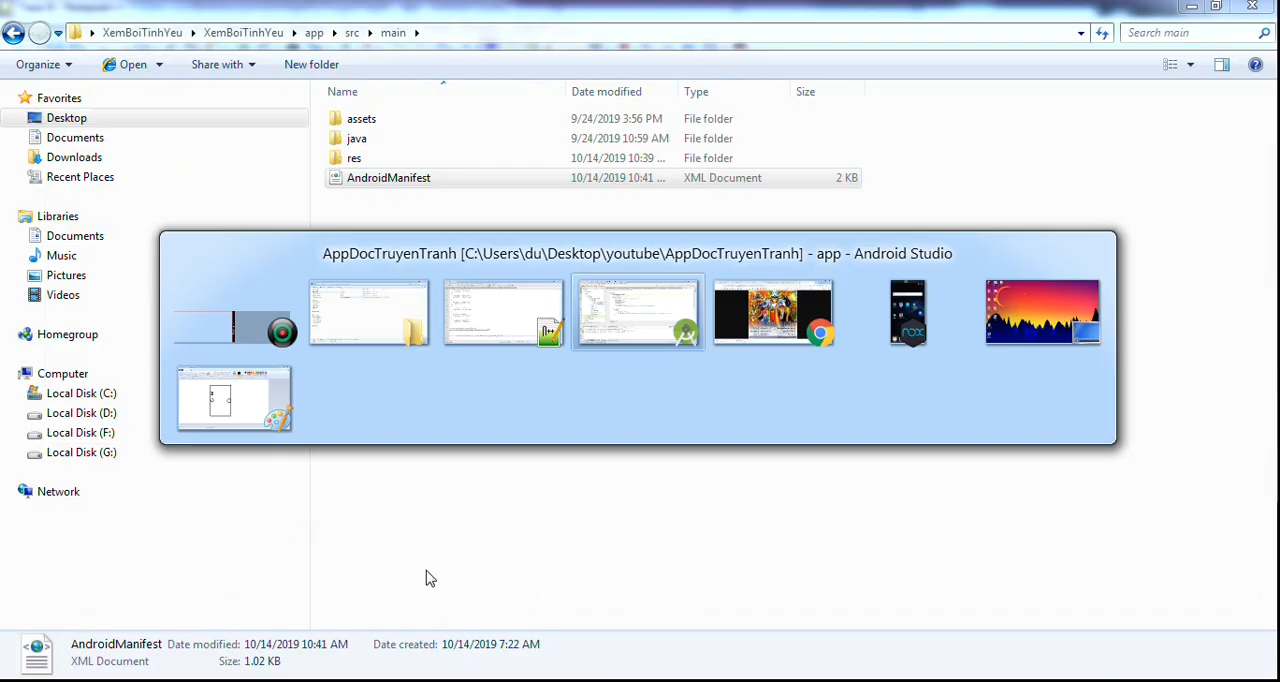 XemBoiTinhYeu XemBoiTinhYeu app src main
Search main
Organize Open Share with New folder
Name Date modified Type Size
Favorites
Desktop
Documents
Downloads
Recent Places
Libraries
Documents
Music
Pictures
Videos
Homegroup
Computer
Local Disk (C:)
Local Disk (D:)
Local Disk (F:)
Local Disk (G:)
Network
assets 9/24/2019 3:56 PM File folder
java 9/24/2019 10:59 AM File folder
res 10/14/2019 10:39 ... File folder
AndroidManifest 10/14/2019 10:41 ... XML Document 2 KB
AppDocTruyenTranh [C:\Users\du\Desktop\youtube\AppDocTruyenTranh] - app - Android Studio
nox
AndroidManifest Date modified: 10/14/2019 10:41 AM Date created: 10/14/2019 7:22 AM
XML Document Size: 1.02 KB